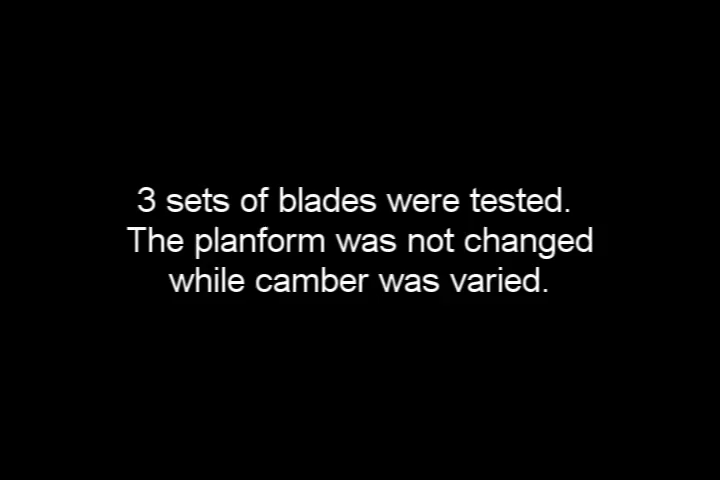 3 sets of blades were tested.
The planform was not changed
while camber was varied.